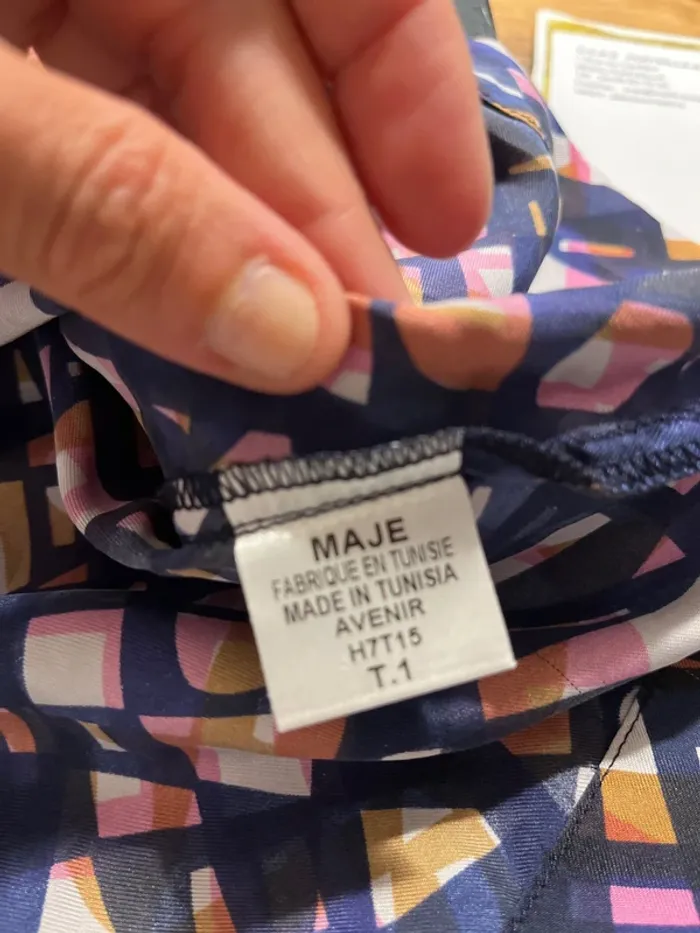 MAJE
FABRIQUE EN TUNISIE
MADE IN TUNISIA
AVENIR
H7T15
T.1